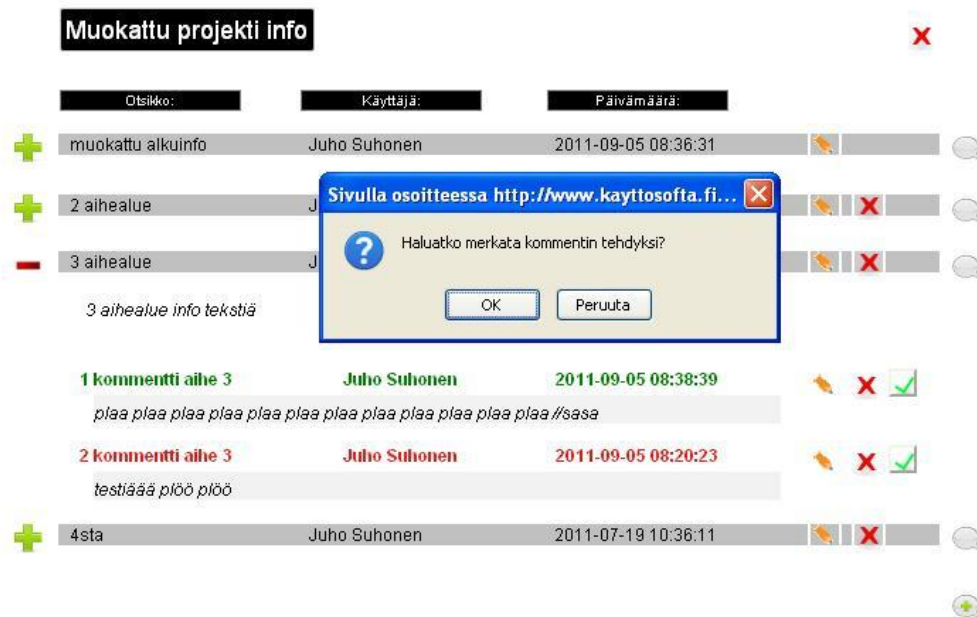 Muokattu projekti info
Otsikko: Käyttäjä: Päivämäärä:
muokattu alkuinfo Juho Suhonen 2011-09-05 08:36:31
Sivulla osoitteessa http://www.kayttosofta.fi...
2 aihealue J
Haluatko merkata kommentin tehdyksi?
3 aihealue J
OK Peruuta
3 aihealue info tekstiä
1 kommentti aihe 3 Juho Suhonen 2011-09-05 08:38:39
plaa plaa plaa plaa plaa plaa plaa plaa plaa plaa plaa //sasa
2 kommentti aihe 3 Juho Suhonen 2011-09-05 08:20:23
testiäää plöö plöö
4sta Juho Suhonen 2011-07-19 10:36:11